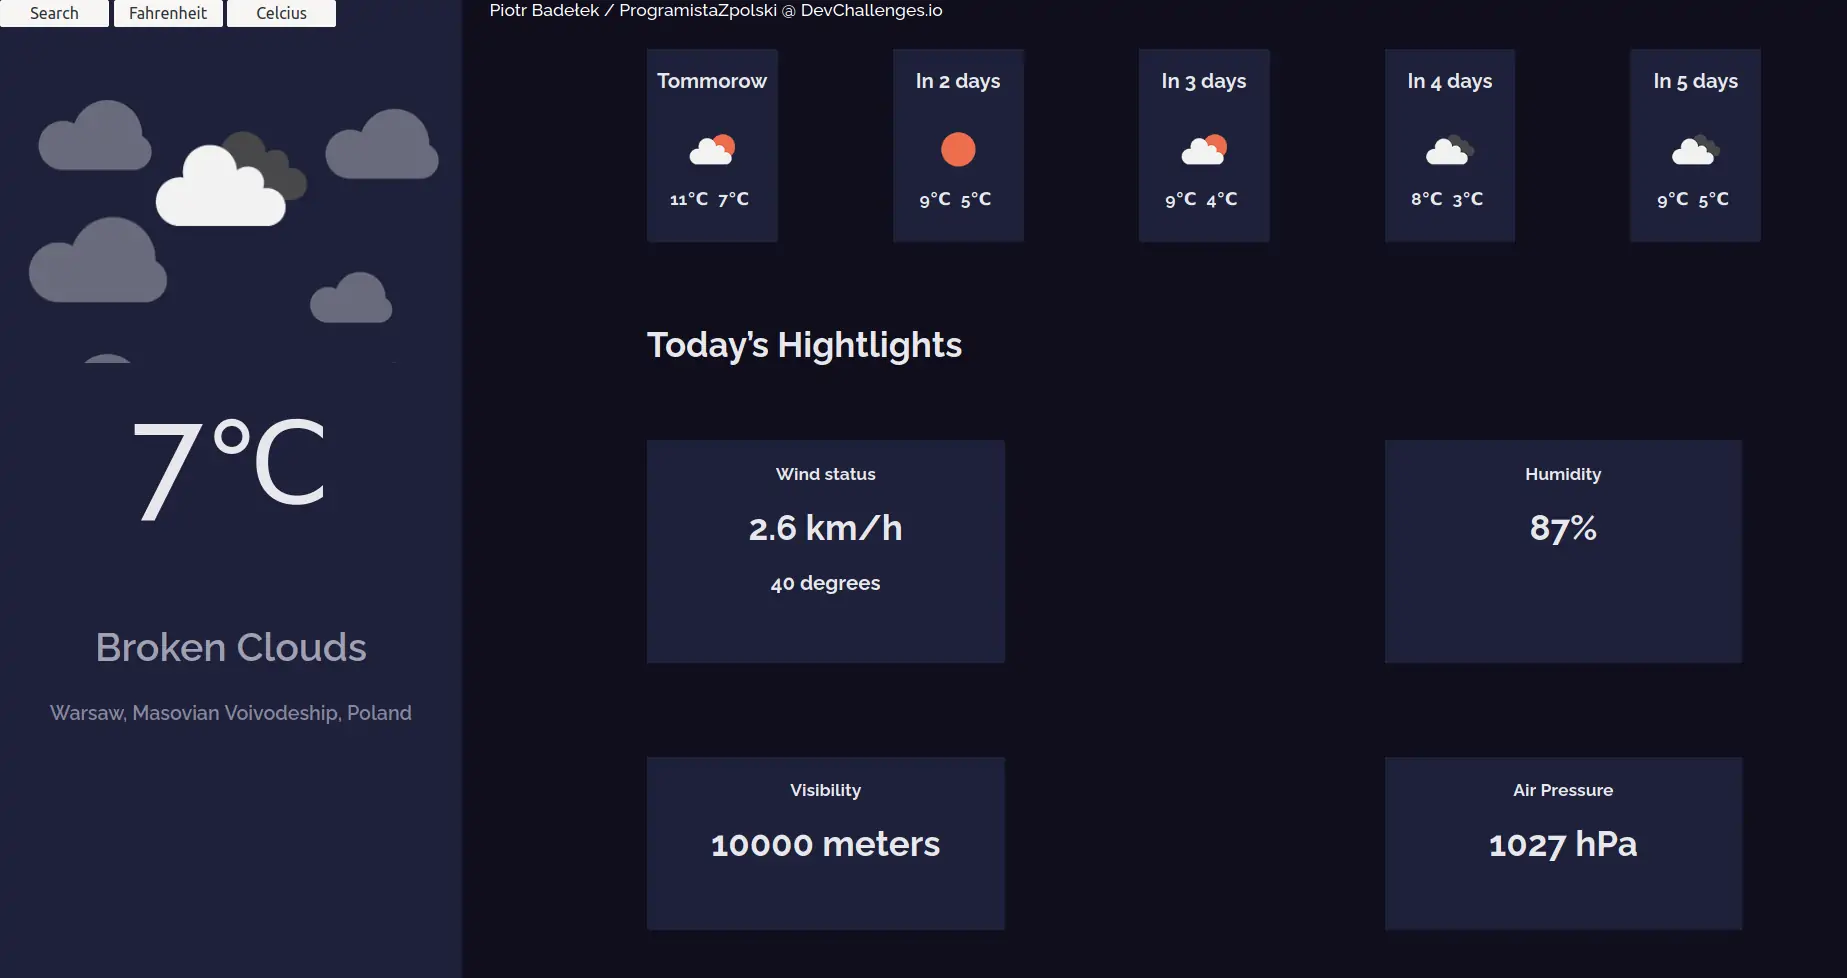 Search Fahrenheit Celcius
Piotr Badełek / ProgramistaZpolski @ DevChallenges.io
7°C
Broken Clouds
Warsaw, Masovian Voivodeship, Poland
Tommorow
11°C 7°C
In 2 days
9°C 5°C
In 3 days
9°C 4°C
In 4 days
8°C 3°C
In 5 days
9°C 5°C
Today’s Hightlights
Wind status
2.6 km/h
40 degrees
Humidity
87%
Visibility
10000 meters
Air Pressure
1027 hPa